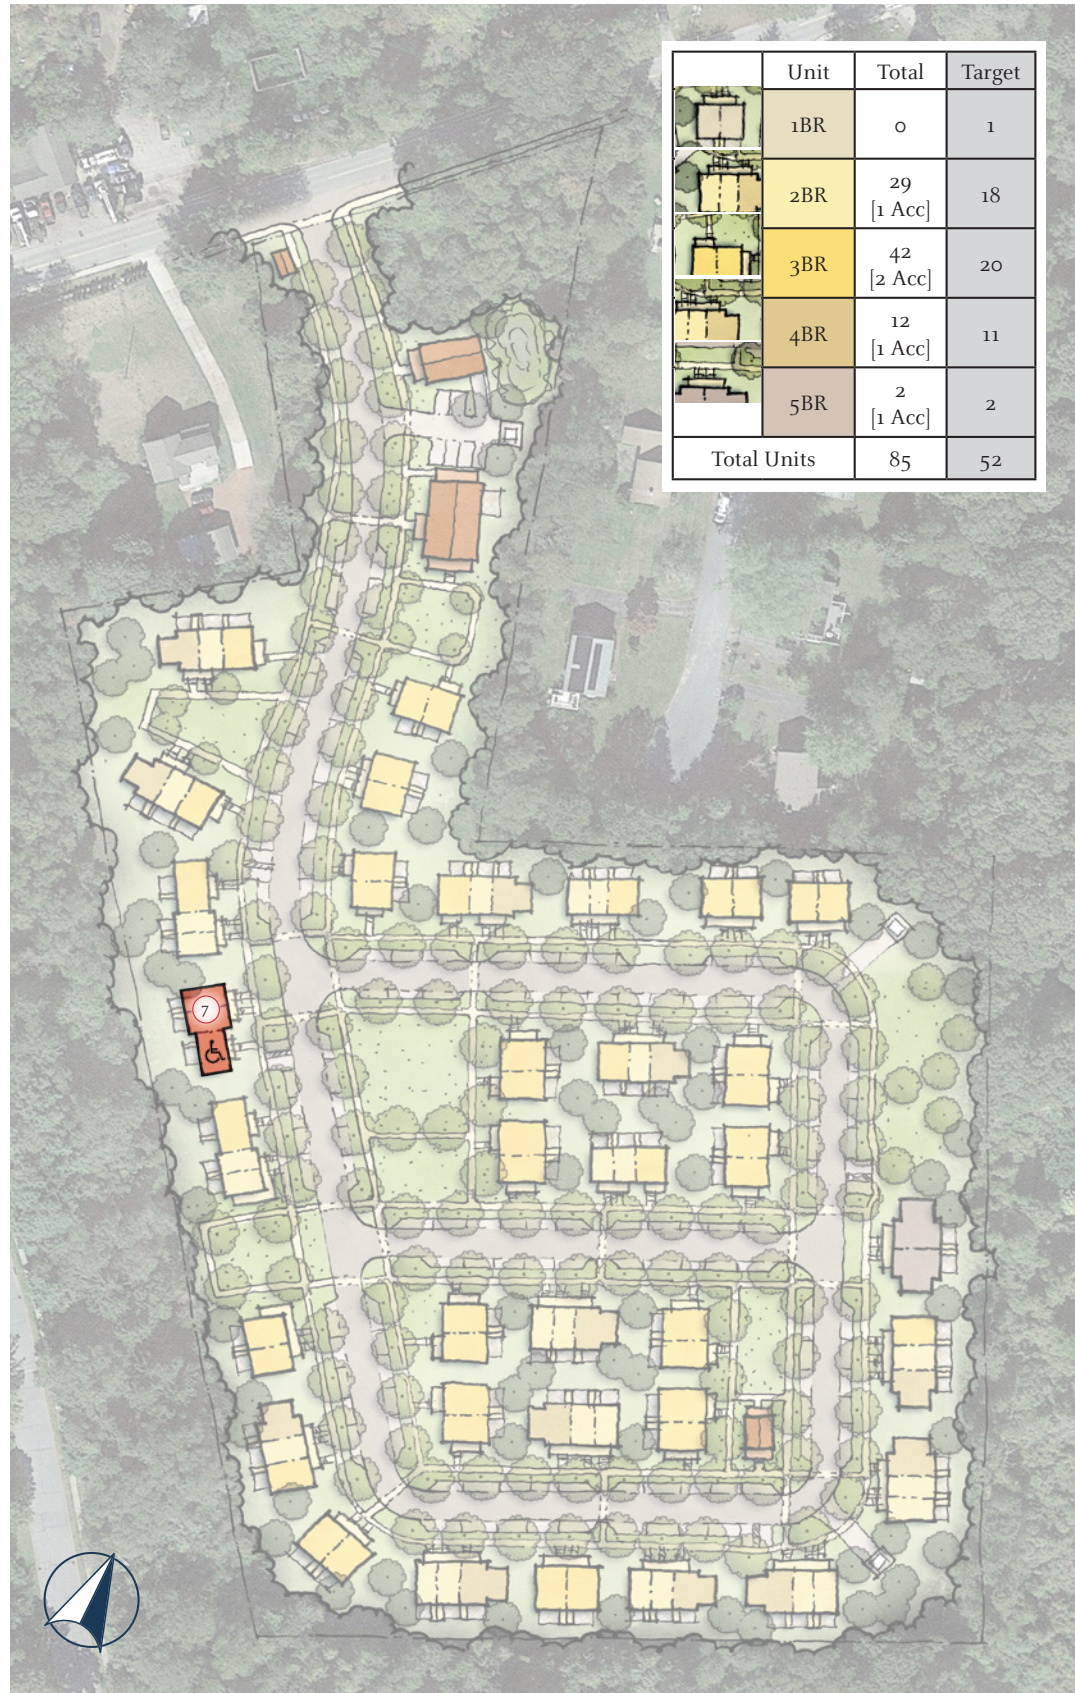 Unit Total Target
1BR 0 1
2BR 29 [1 Acc] 18
3BR 42 [2 Acc] 20
4BR 12 [1 Acc] 11
5BR 2 [1 Acc] 2
Total Units 85 52
7